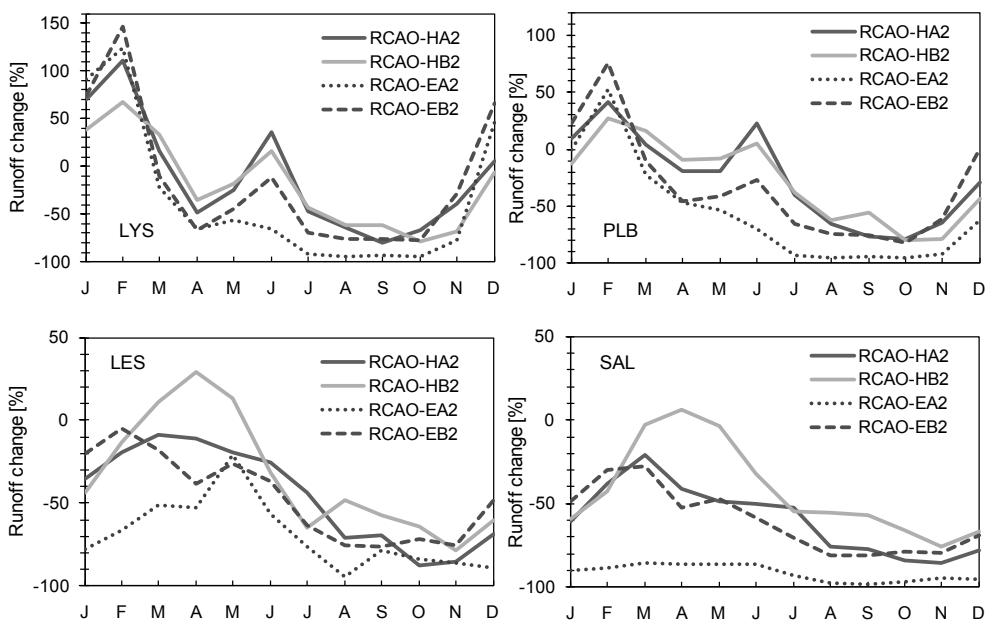 Runoff change [%]
150
100
50
0
-50
-100
RCAO-HA2
RCAO-HB2
RCAO-EA2
RCAO-EB2
LYS
J F M A M J J A S O N D
Runoff change [%]
100
50
0
-50
-100
RCAO-HA2
RCAO-HB2
RCAO-EA2
RCAO-EB2
PLB
J F M A M J J A S O N D
Runoff change [%]
50
0
-50
-100
LES
RCAO-HA2
RCAO-HB2
RCAO-EA2
RCAO-EB2
J F M A M J J A S O N D
Runoff change [%]
50
0
-50
-100
SAL
RCAO-HA2
RCAO-HB2
RCAO-EA2
RCAO-EB2
J F M A M J J A S O N D